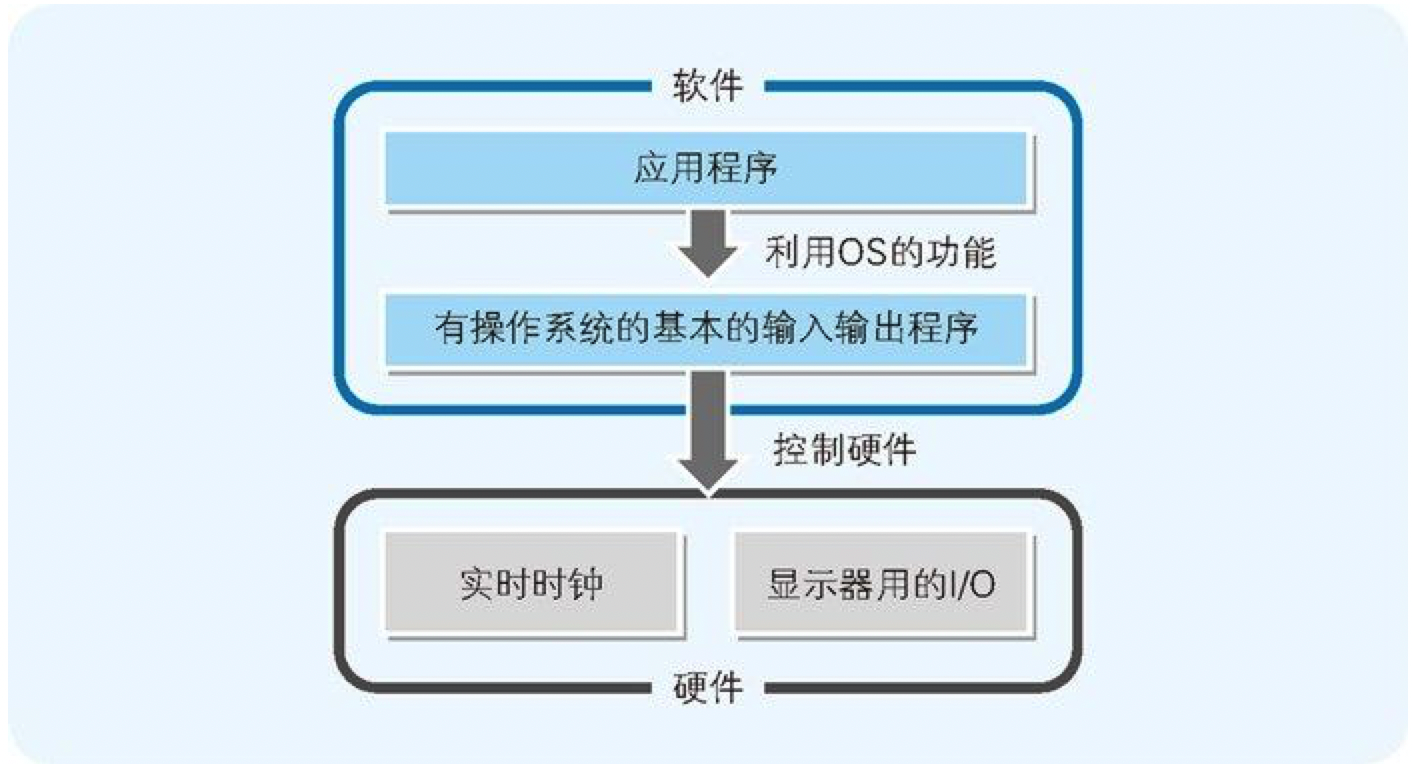 软件
应用程序
利用OS的功能
有操作系统的基本的输入输出程序
控制硬件
实时时钟
显示器用的I/O
硬件